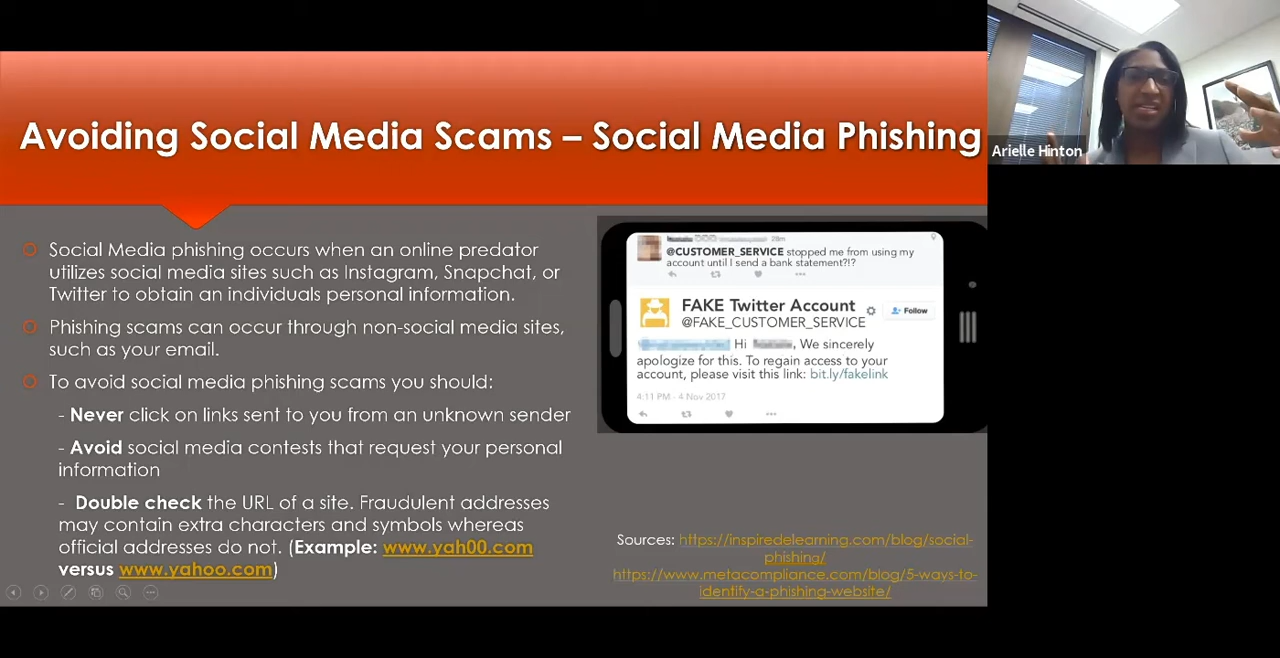 Avoiding Social Media Scams – Social Media Phishing
Arielle Hinton
Social Media phishing occurs when an online predator
utilizes social media sites such as Instagram, Snapchat, or
Twitter to obtain an individuals personal information.
Phishing scams can occur through non-social media sites,
such as your email.
To avoid social media phishing scams you should:
- Never click on links sent to you from an unknown sender
- Avoid social media contests that request your personal
information
- Double check the URL of a site. Fraudulent addresses
may contain extra characters and symbols whereas
official addresses do not. (Example: www.yah00.com
versus www.yahoo.com)
28m
@CUSTOMER_SERVICE stopped me from using my
account until I send a bank statement?!?
FAKE Twitter Account
Follow
@FAKE_CUSTOMER_SERVICE
Hi , We sincerely
apologize for this. To regain access to your
account, please visit this link: bit.ly/fakelink
4:11 PM - 4 Nov 2017
Sources: https://inspiredelearning.com/blog/social-
phishing/
https://www.metacompliance.com/blog/5-ways-to-
identify-a-phishing-website/